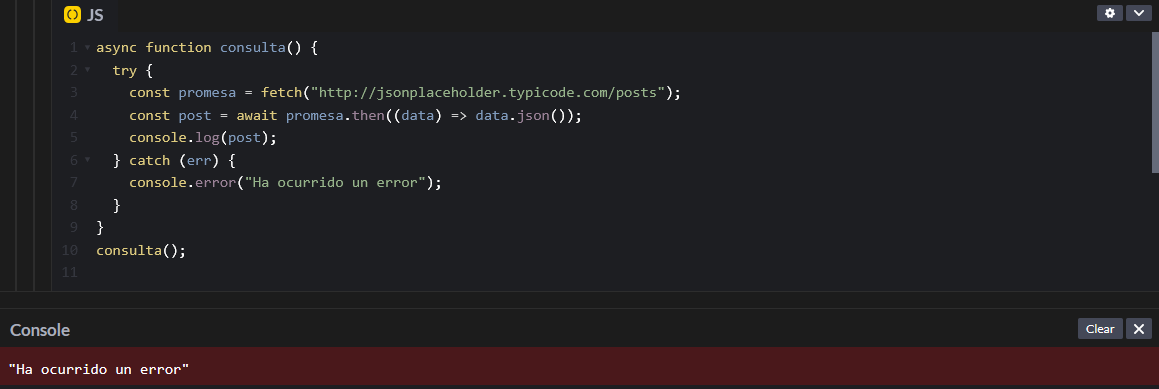 () JS
1 async function consulta() {
2 try {
3 const promesa = fetch("http://jsonplaceholder.typicode.com/posts");
4 const post = await promesa.then((data) => data.json());
5 console.log(post);
6 } catch (err) {
7 console.error("Ha ocurrido un error");
8 }
9 }
10 consulta();
11
Console
Clear
"Ha ocurrido un error"